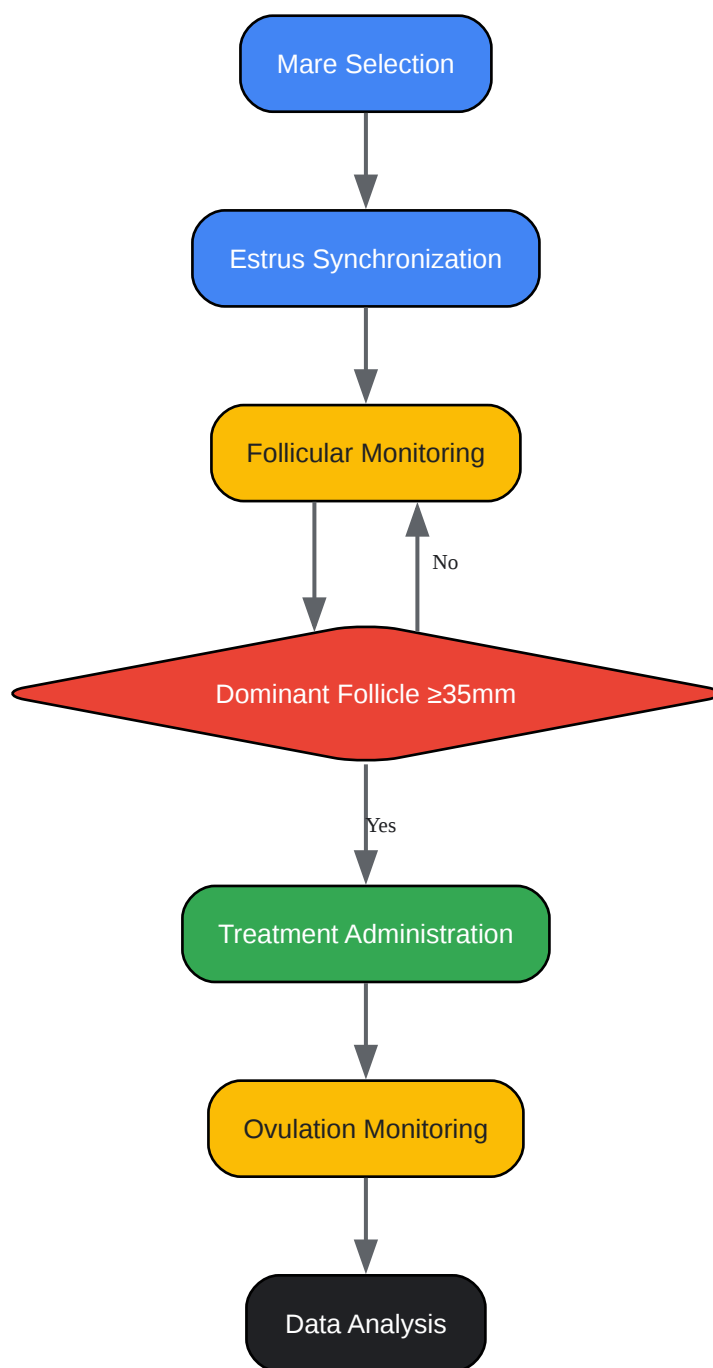 Mare Selection
Estrus Synchronization
Follicular Monitoring
No
Dominant Follicle ≥35mm
Yes
Treatment Administration
Ovulation Monitoring
Data Analysis